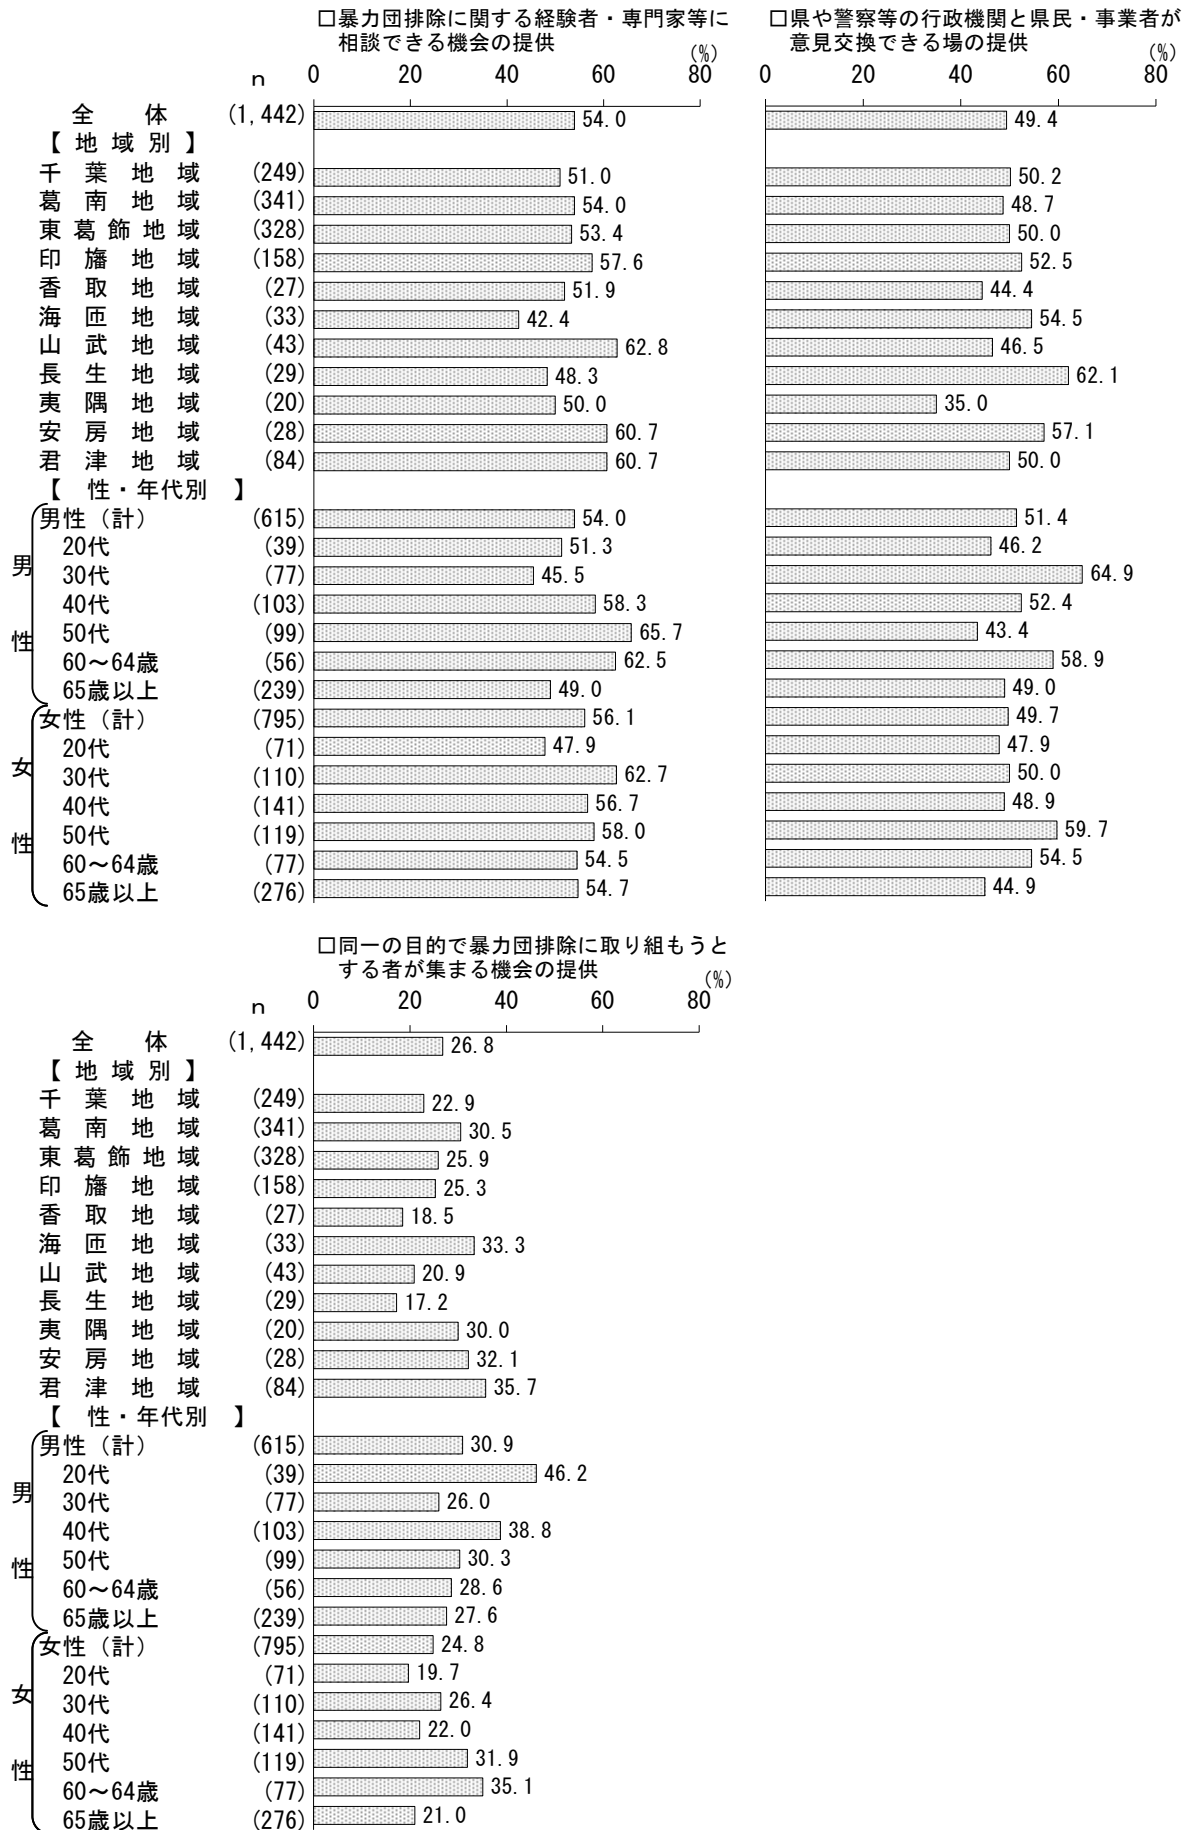 □暴力団排除に関する経験者・専門家等に
相談できる機会の提供
(%)
□県や警察等の行政機関と県民・事業者が
意見交換できる場の提供
(%)
n 0 20 40 60 80 0 20 40 60 80
全体 (1,442) 54.0 49.4
【地域別】
千葉地域 (249) 51.0 50.2
葛南地域 (341) 54.0 48.7
東葛飾地域 (328) 53.4 50.0
印旛地域 (158) 57.6 52.5
香取地域 (27) 51.9 44.4
海匝地域 (33) 42.4 54.5
山武地域 (43) 62.8 46.5
長生地域 (29) 48.3 62.1
夷隅地域 (20) 50.0 35.0
安房地域 (28) 60.7 57.1
君津地域 (84) 60.7 50.0
【性・年代別】
男性
男性(計) (615) 54.0 51.4
20代 (39) 51.3 46.2
30代 (77) 45.5 64.9
40代 (103) 58.3 52.4
50代 (99) 65.7 43.4
60～64歳 (56) 62.5 58.9
65歳以上 (239) 49.0 49.0
女性
女性(計) (795) 56.1 49.7
20代 (71) 47.9 47.9
30代 (110) 62.7 50.0
40代 (141) 56.7 48.9
50代 (119) 58.0 59.7
60～64歳 (77) 54.5 54.5
65歳以上 (276) 54.7 44.9
□同一の目的で暴力団排除に取り組もうと
する者が集まる機会の提供
(%)
n 0 20 40 60 80
全体 (1,442) 26.8
【地域別】
千葉地域 (249) 22.9
葛南地域 (341) 30.5
東葛飾地域 (328) 25.9
印旛地域 (158) 25.3
香取地域 (27) 18.5
海匝地域 (33) 33.3
山武地域 (43) 20.9
長生地域 (29) 17.2
夷隅地域 (20) 30.0
安房地域 (28) 32.1
君津地域 (84) 35.7
【性・年代別】
男性
男性(計) (615) 30.9
20代 (39) 46.2
30代 (77) 26.0
40代 (103) 38.8
50代 (99) 30.3
60～64歳 (56) 28.6
65歳以上 (239) 27.6
女性
女性(計) (795) 24.8
20代 (71) 19.7
30代 (110) 26.4
40代 (141) 22.0
50代 (119) 31.9
60～64歳 (77) 35.1
65歳以上 (276) 21.0